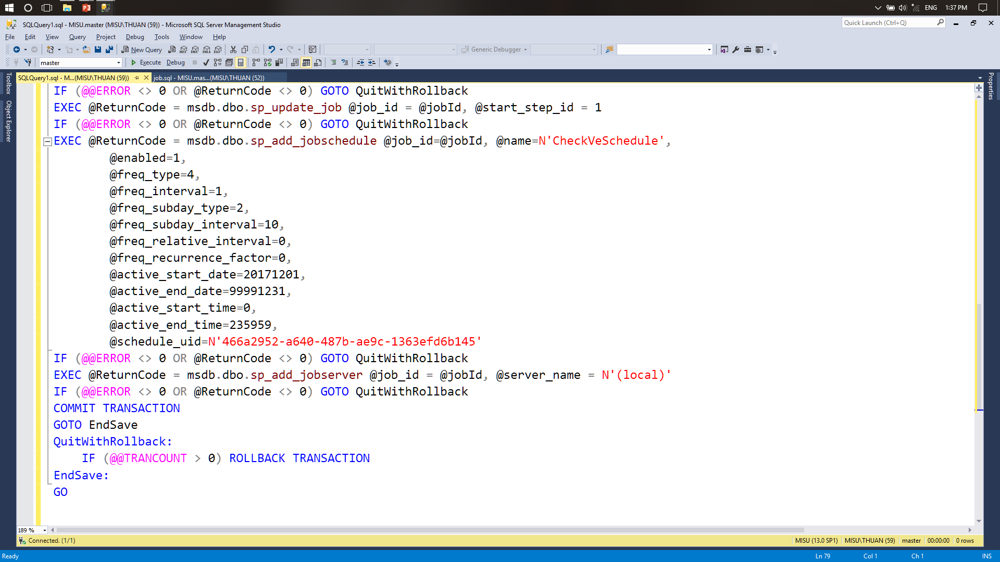 ENG 1:37 PM
SQLQuery1.sql - MISU.master (MISU\THUAN (59)) - Microsoft SQL Server Management Studio
Quick Launch (Ctrl+Q)
File Edit View Query Project Debug Tools Window Help
New Query MDX DMX XMLA DAX Generic Debugger
master Execute Debug
SQLQuery1.sql - M...(MISU\THUAN (59)) job.sql - MISU.mas...(MISU\THUAN (52))
Toolbox
Object Explorer
Properties
IF (@@ERROR <> 0 OR @ReturnCode <> 0) GOTO QuitWithRollback
EXEC @ReturnCode = msdb.dbo.sp_update_job @job_id = @jobId, @start_step_id = 1
IF (@@ERROR <> 0 OR @ReturnCode <> 0) GOTO QuitWithRollback
EXEC @ReturnCode = msdb.dbo.sp_add_jobschedule @job_id=@jobId, @name=N'CheckVeSchedule',
@enabled=1,
@freq_type=4,
@freq_interval=1,
@freq_subday_type=2,
@freq_subday_interval=10,
@freq_relative_interval=0,
@freq_recurrence_factor=0,
@active_start_date=20171201,
@active_end_date=99991231,
@active_start_time=0,
@active_end_time=235959,
@schedule_uid=N'466a2952-a640-487b-ae9c-1363efd6b145'
IF (@@ERROR <> 0 OR @ReturnCode <> 0) GOTO QuitWithRollback
EXEC @ReturnCode = msdb.dbo.sp_add_jobserver @job_id = @jobId, @server_name = N'(local)'
IF (@@ERROR <> 0 OR @ReturnCode <> 0) GOTO QuitWithRollback
COMMIT TRANSACTION
GOTO EndSave
QuitWithRollback:
IF (@@TRANCOUNT > 0) ROLLBACK TRANSACTION
EndSave:
GO
189 %
Connected. (1/1) MISU (13.0 SP1) MISU\THUAN (59) master 00:00:00 0 rows
Ready Ln 79 Col 1 Ch 1 INS